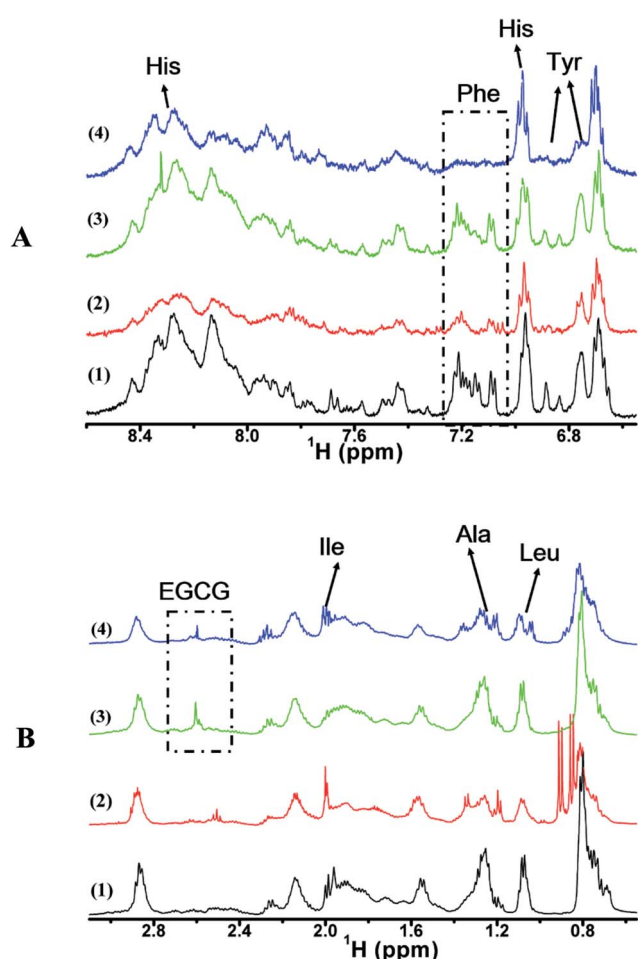 His
His
Tyr
Phe
(4)
(3)
A
(2)
(1)
8.4 8.0 7.6 7.2 6.8
¹H (ppm)
Ile
Ala
Leu
EGCG
(4)
(3)
B
(2)
(1)
2.8 2.4 2.0 1.6 1.2 0.8
¹H (ppm)